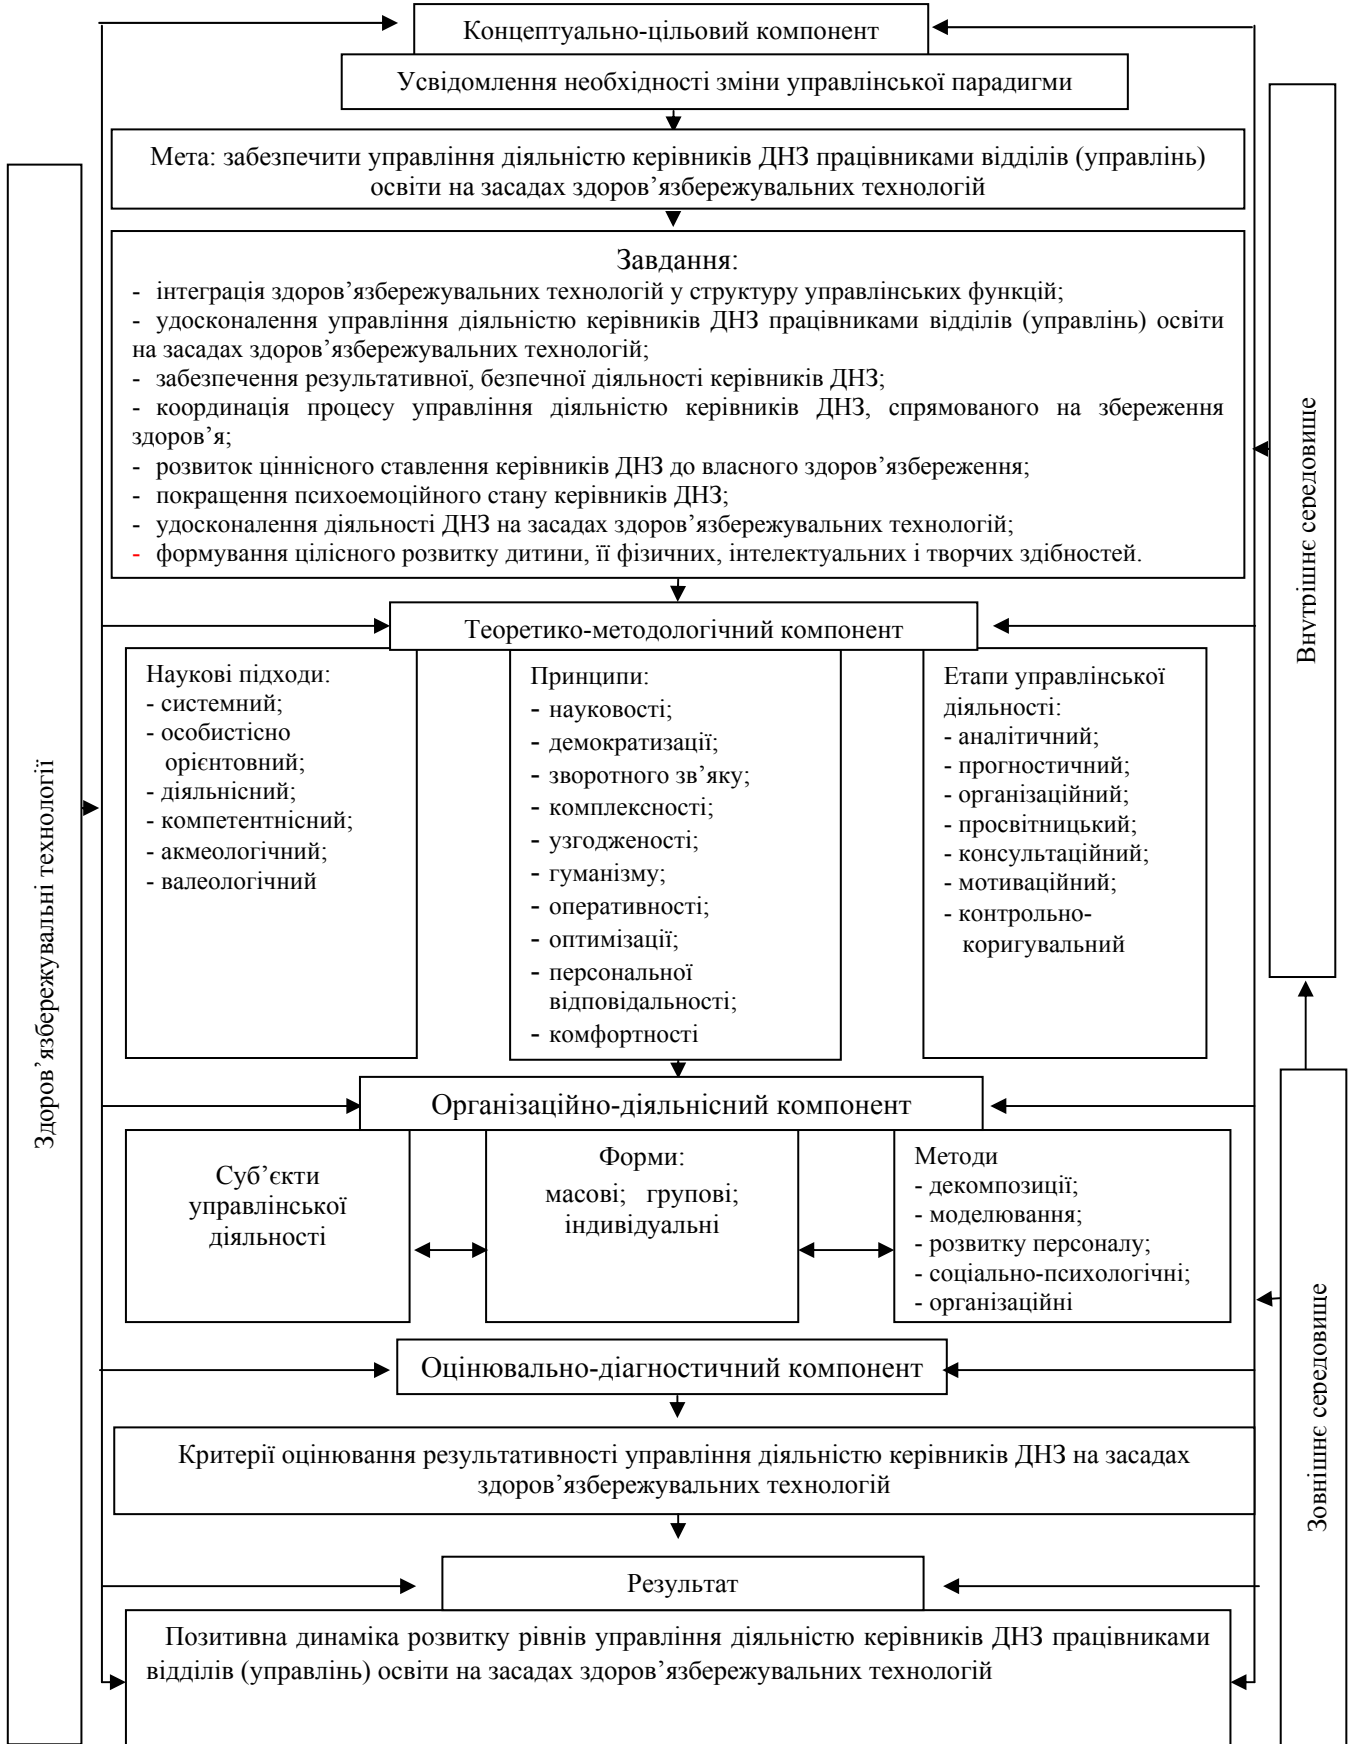 Концептуально-цільовий компонент
Усвідомлення необхідності зміни управлінської парадигми
Мета: забезпечити управління діяльністю керівників ДНЗ працівниками відділів (управлінь)
освіти на засадах здоров’язбережувальних технологій
Завдання:
- інтеграція здоров’язбережувальних технологій у структуру управлінських функцій;
- удосконалення управління діяльністю керівників ДНЗ працівниками відділів (управлінь) освіти
на засадах здоров’язбережувальних технологій;
- забезпечення результативної, безпечної діяльності керівників ДНЗ;
- координація процесу управління діяльністю керівників ДНЗ, спрямованого на збереження
здоров’я;
- розвиток ціннісного ставлення керівників ДНЗ до власного здоров’язбереження;
- покращення психоемоційного стану керівників ДНЗ;
- удосконалення діяльності ДНЗ на засадах здоров’язбережувальних технологій;
- формування цілісного розвитку дитини, її фізичних, інтелектуальних і творчих здібностей.
Теоретико-методологічний компонент
Наукові підходи:
- системний;
- особистісно
орієнтовний;
- діяльнісний;
- компетентнісний;
- акмеологічний;
- валеологічний
Принципи:
- науковості;
- демократизації;
- зворотного зв’яку;
- комплексності;
- узгодженості;
- гуманізму;
- оперативності;
- оптимізації;
- персональної
відповідальності;
- комфортності
Етапи управлінської
діяльності:
- аналітичний;
- прогностичний;
- організаційний;
- просвітницький;
- консультаційний;
- мотиваційний;
- контрольно-
коригувальний
Організаційно-діяльнісний компонент
Суб’єкти
управлінської
діяльності
Форми:
масові; групові;
індивідуальні
Методи
- декомпозиції;
- моделювання;
- розвитку персоналу;
- соціально-психологічні;
- організаційні
Оцінювально-діагностичний компонент
Критерії оцінювання результативності управління діяльністю керівників ДНЗ на засадах
здоров’язбережувальних технологій
Результат
Позитивна динаміка розвитку рівнів управління діяльністю керівників ДНЗ працівниками
відділів (управлінь) освіти на засадах здоров’язбережувальних технологій
Здоров’язбережувальні технології
Внутрішнє середовище
Зовнішнє середовище